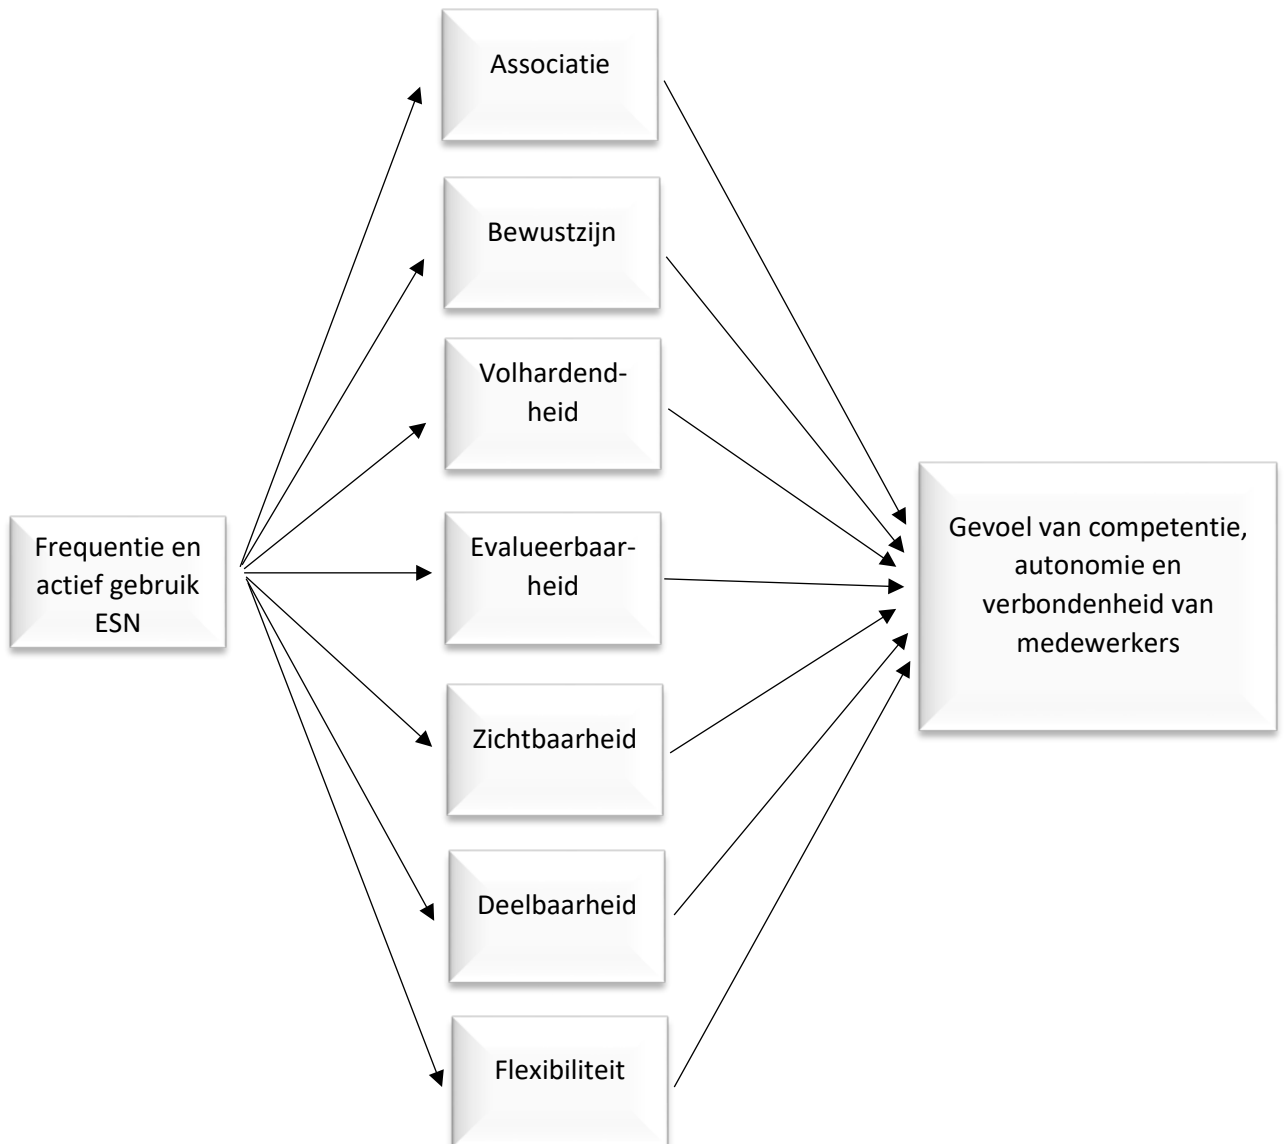 Associatie
Bewustzijn
Volhardend-
heid
Frequentie en
actief gebruik
ESN
Evalueerbaar-
heid
Gevoel van competentie,
autonomie en
verbondenheid van
medewerkers
Zichtbaarheid
Deelbaarheid
Flexibiliteit